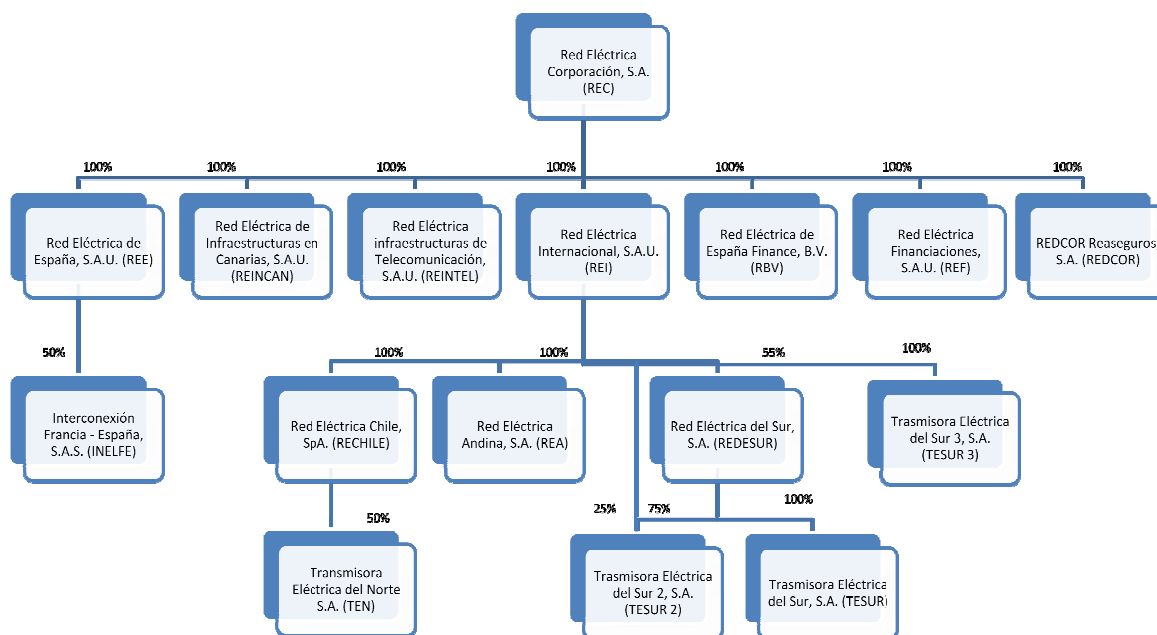 Red Eléctrica
Corporación, S.A.
(REC)
100%
100%
100%
100%
100%
100%
100%
Red Eléctrica de
España, S.A.U. (REE)
Red Eléctrica de
Infraestructuras en
Canarias, S.A.U.
(REINCAN)
Red Eléctrica
infraestructuras de
Telecomunicación,
S.A.U. (REINTEL)
Red Eléctrica
Internacional, S.A.U.
(REI)
Red Eléctrica de
España Finance, B.V.
(RBV)
Red Eléctrica
Financiaciones,
S.A.U. (REF)
REDCOR Reaseguros
S.A. (REDCOR)
50%
100%
100%
55%
100%
Interconexión
Francia - España,
S.A.S. (INELFE)
Red Eléctrica Chile,
SpA. (RECHILE)
Red Eléctrica
Andina, S.A. (REA)
Red Eléctrica del Sur,
S.A. (REDESUR)
Trasmisora Eléctrica
del Sur 3, S.A.
(TESUR 3)
50%
25%
75%
100%
Transmisora
Eléctrica del Norte
S.A. (TEN)
Trasmisora Eléctrica
del Sur 2, S.A.
(TESUR 2)
Trasmisora Eléctrica
del Sur, S.A. (TESUR)